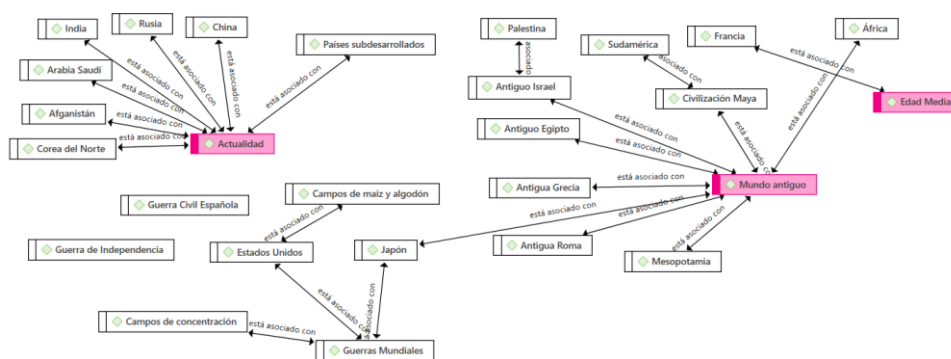 India
Rusia
China
Países subdesarrollados
Arabia Saudí
Afganistán
Corea del Norte
Actualidad
está asociado con
está asociado con
está asociado con
está asociado con
está asociado con
está asociado con
está asociado con
Palestina
Sudamérica
Francia
África
Antiguo Israel
Civilización Maya
Edad Media
Antiguo Egipto
Mundo antiguo
Antigua Grecia
Antigua Roma
Mesopotamia
asociado
está asociado
está asociado con
está asociado con
está asociado con
está asociado con
está asociado con
está asociado con
está asociado con
está asociado con
está asociado con
está asociado con
Guerra Civil Española
Campos de maiz y algodón
Guerra de Independencia
Estados Unidos
Japón
Campos de concentración
Guerras Mundiales
está asociado con
está asociado con
está asociado con
está asociado con